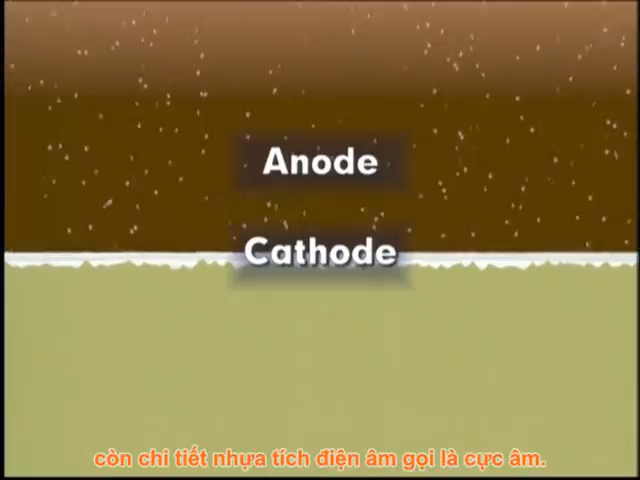 Anode
Cathode
còn chi tiết nhựa tích điện âm gọi là cực âm.